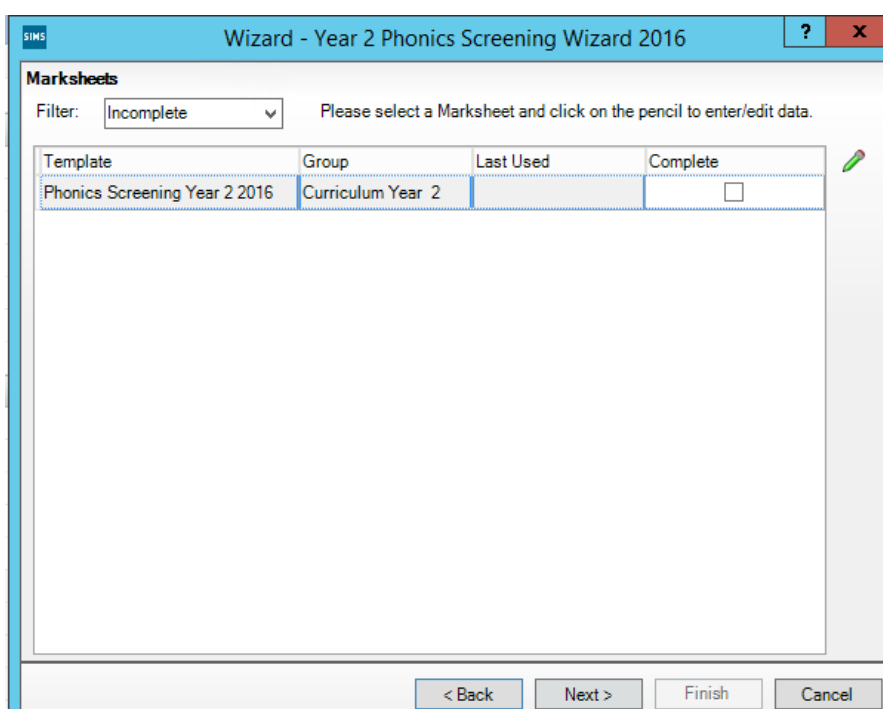 SIMS Wizard - Year 2 Phonics Screening Wizard 2016 ? x
Marksheets
Filter: Incomplete Please select a Marksheet and click on the pencil to enter/edit data.
Template Group Last Used Complete
Phonics Screening Year 2 2016 Curriculum Year 2
< Back Next > Finish Cancel